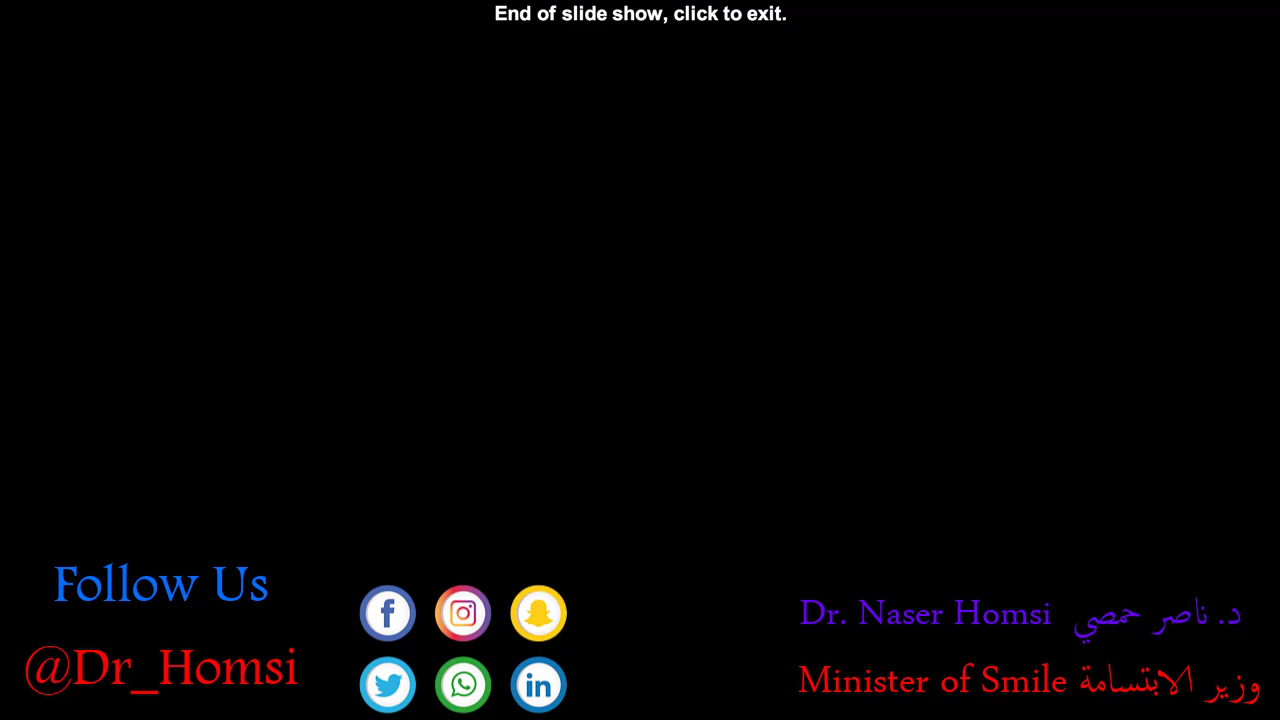 End of slide show, click to exit.
Follow Us
@Dr_Homsi
Dr. Naser Homsi د. ناصر حمصي
Minister of Smile وزير الابتسامة